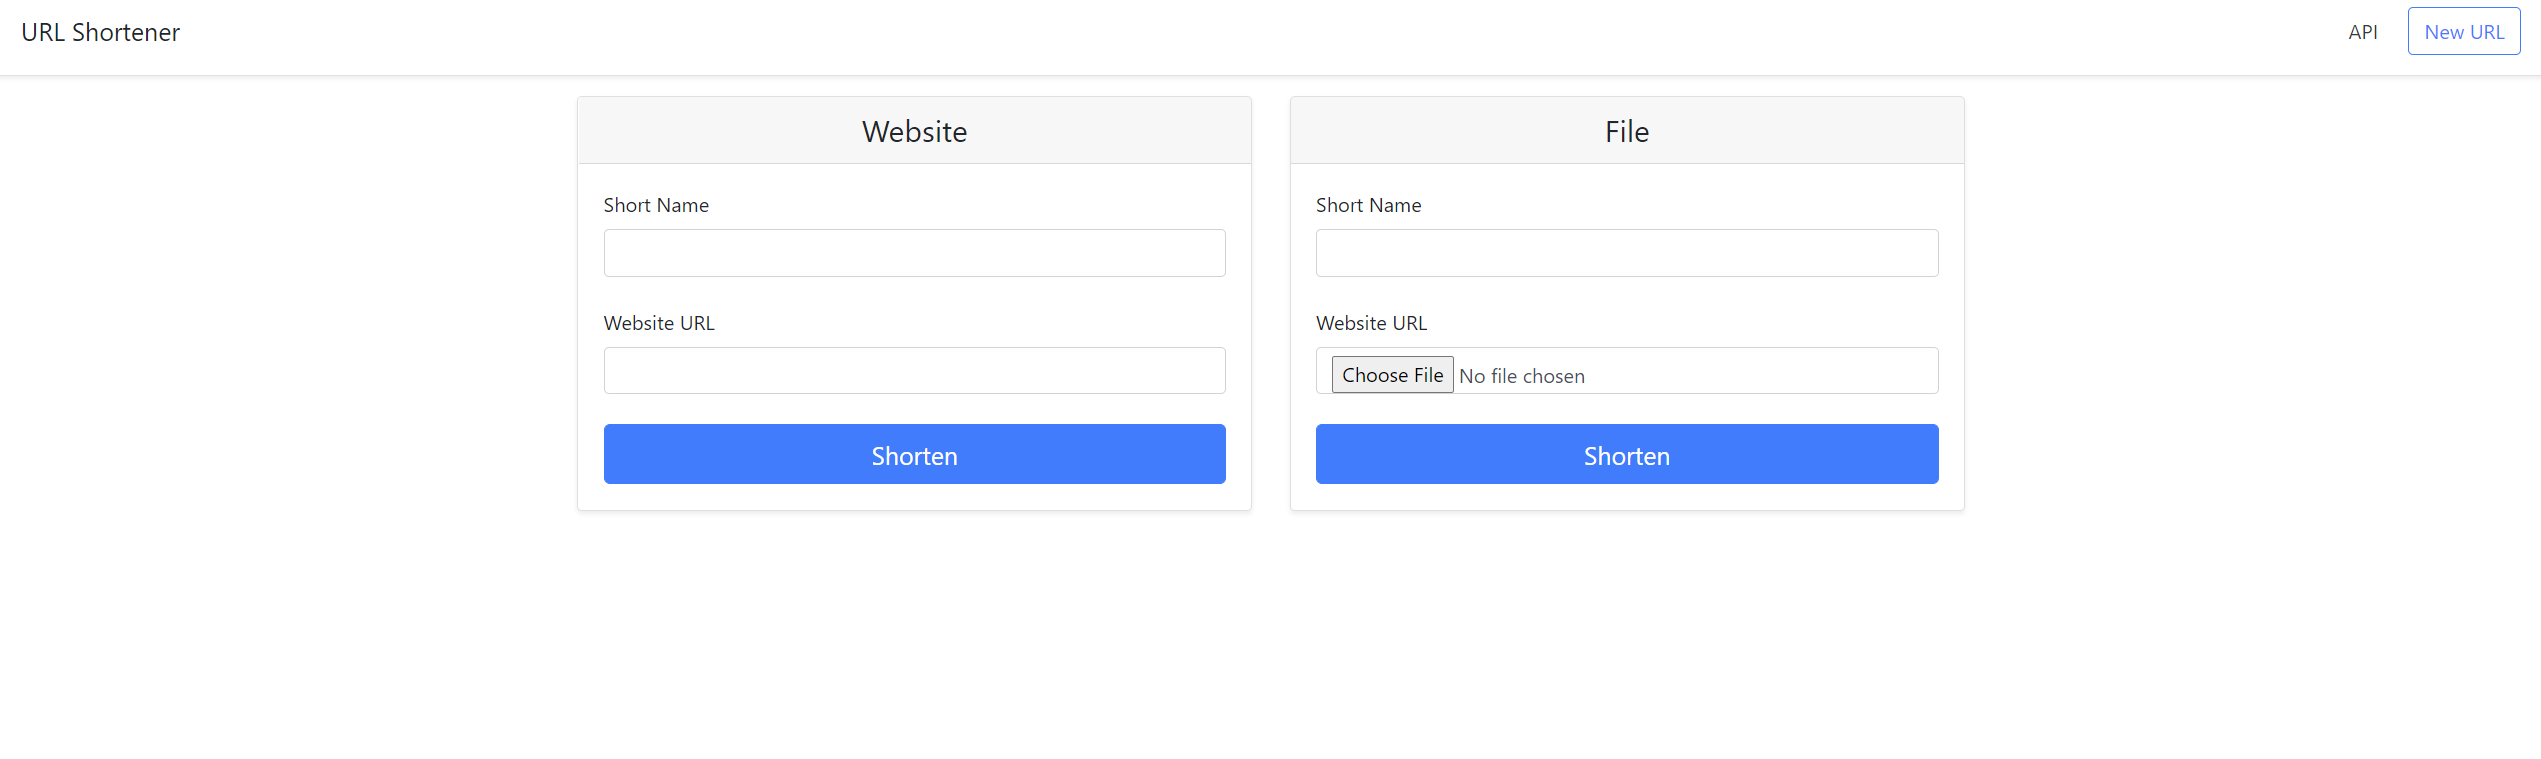 URL Shortener
API
New URL
Website
Short Name
Website URL
Shorten
File
Short Name
Website URL
Choose File No file chosen
Shorten